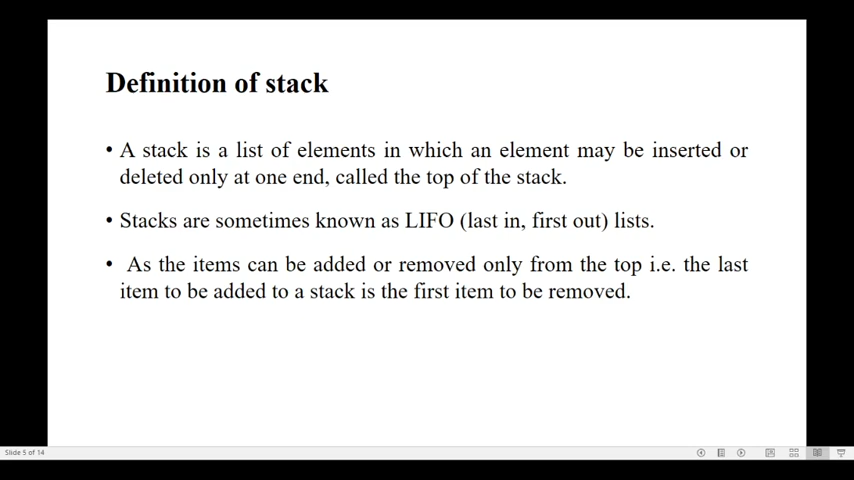 Definition of stack
• A stack is a list of elements in which an element may be inserted or
deleted only at one end, called the top of the stack.
• Stacks are sometimes known as LIFO (last in, first out) lists.
• As the items can be added or removed only from the top i.e. the last
item to be added to a stack is the first item to be removed.
Slide 5 of 14